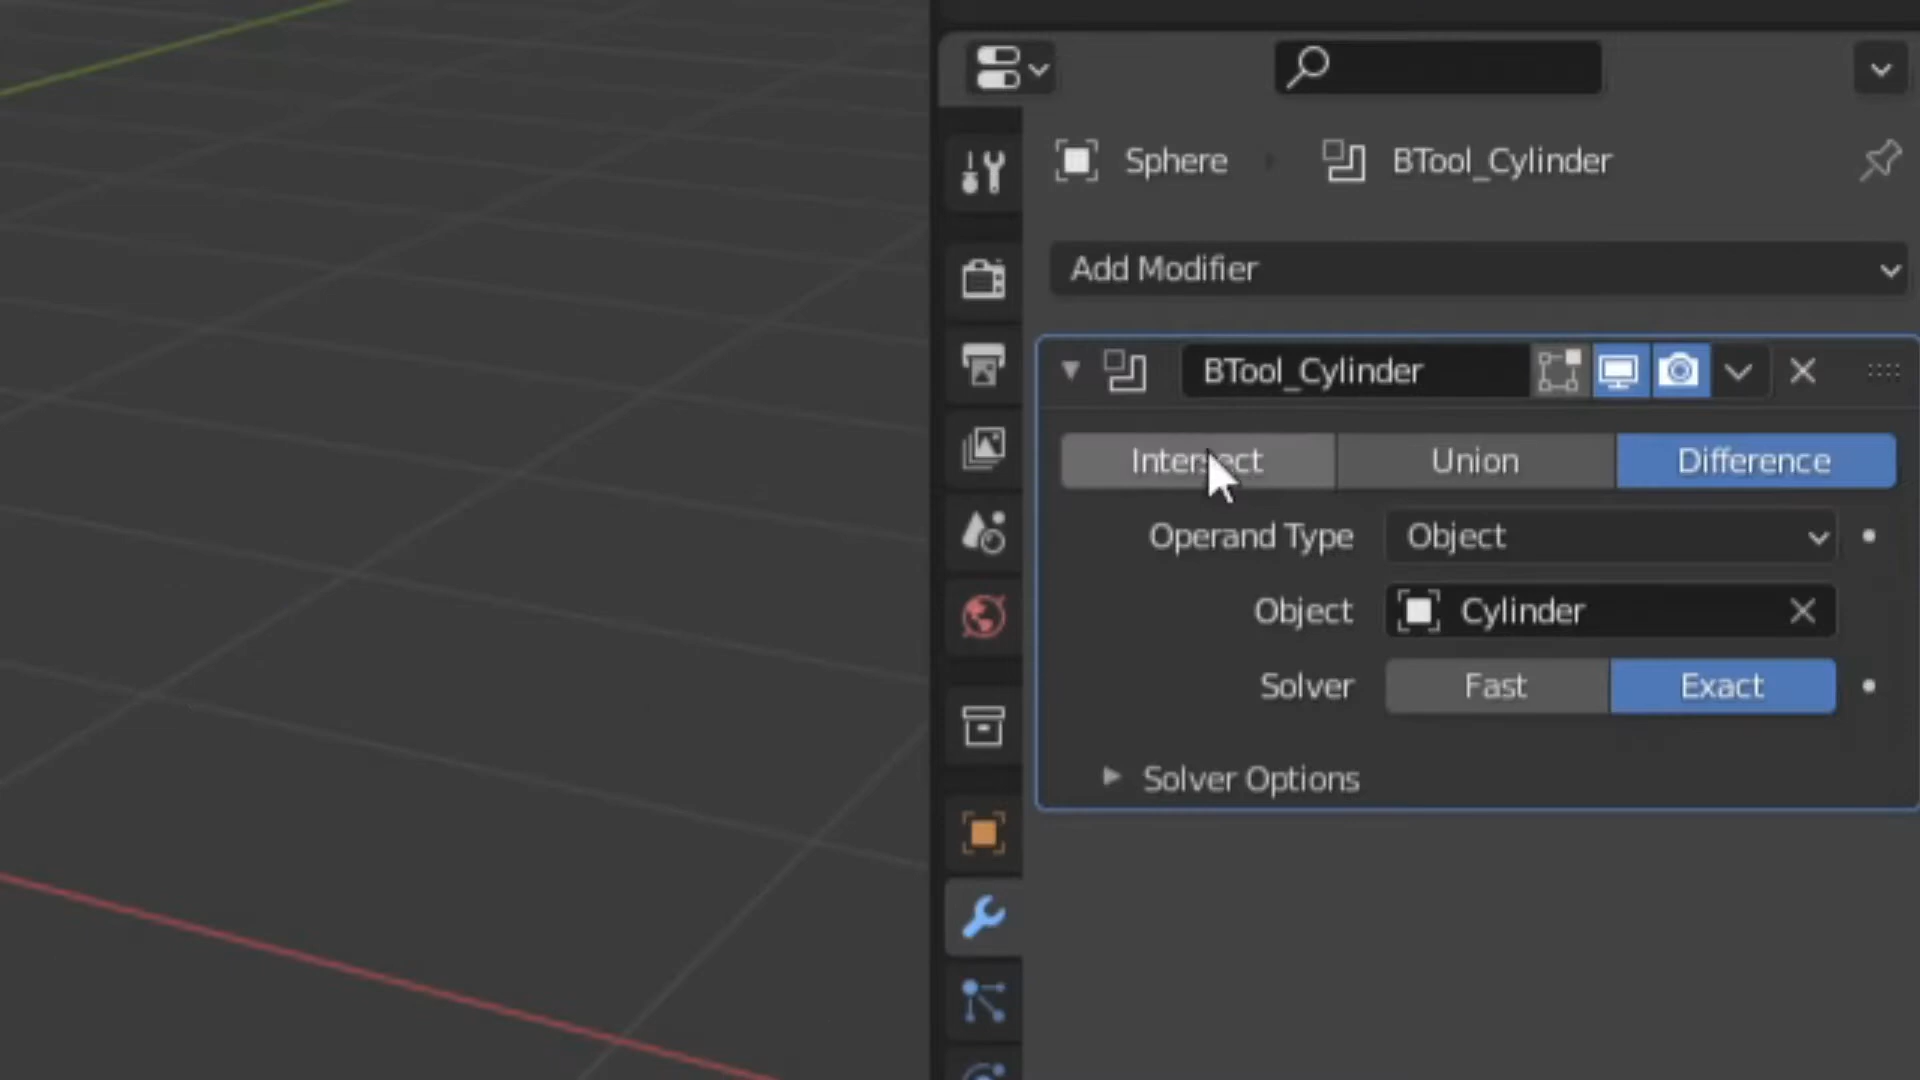 Sphere BTool_Cylinder
Add Modifier
BTool_Cylinder
Intersect Union Difference
Operand Type Object
Object Cylinder
Solver Fast Exact
Solver Options